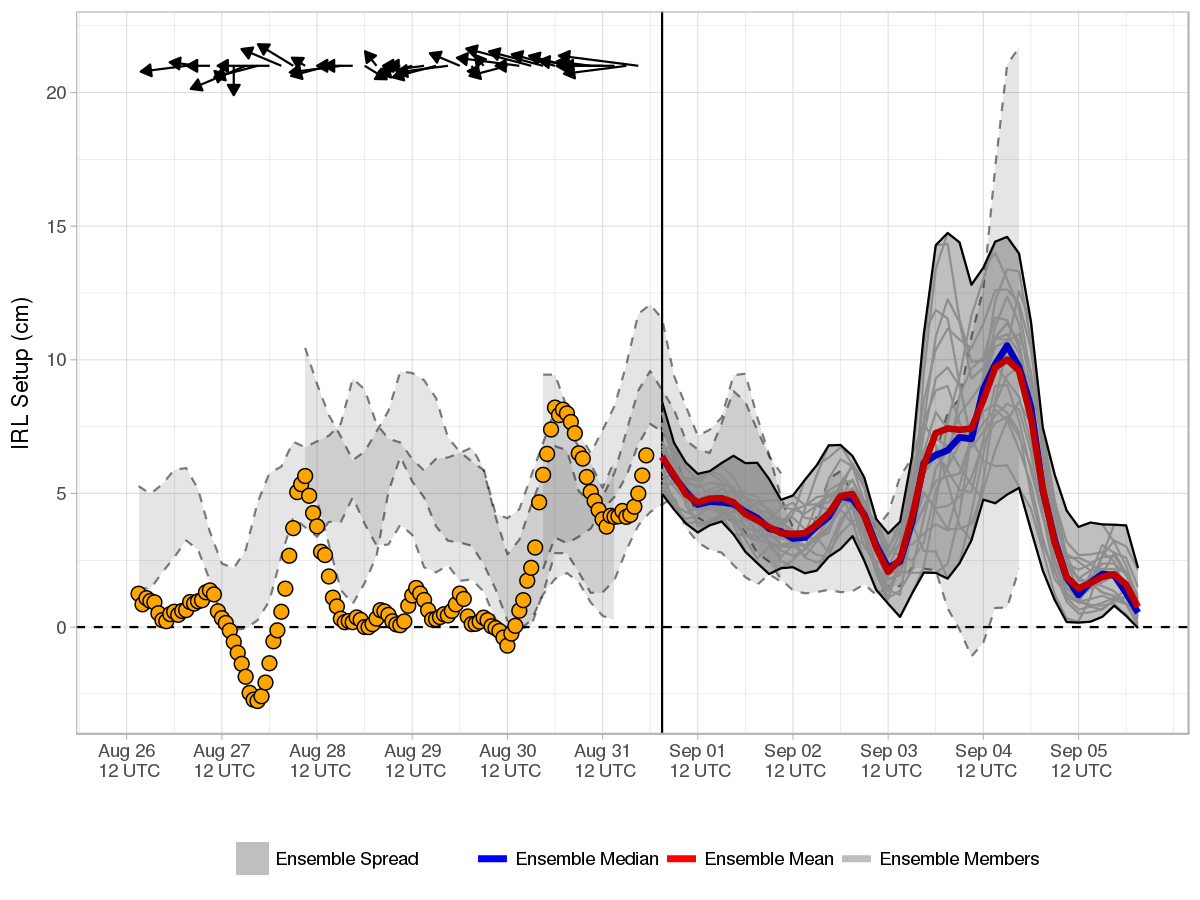 IRL Setup (cm)
20
15
10
5
0
Aug 26 Aug 27 Aug 28 Aug 29 Aug 30 Aug 31 Sep 01 Sep 02 Sep 03 Sep 04 Sep 05
12 UTC 12 UTC 12 UTC 12 UTC 12 UTC 12 UTC 12 UTC 12 UTC 12 UTC 12 UTC 12 UTC
Ensemble Spread Ensemble Median Ensemble Mean Ensemble Members